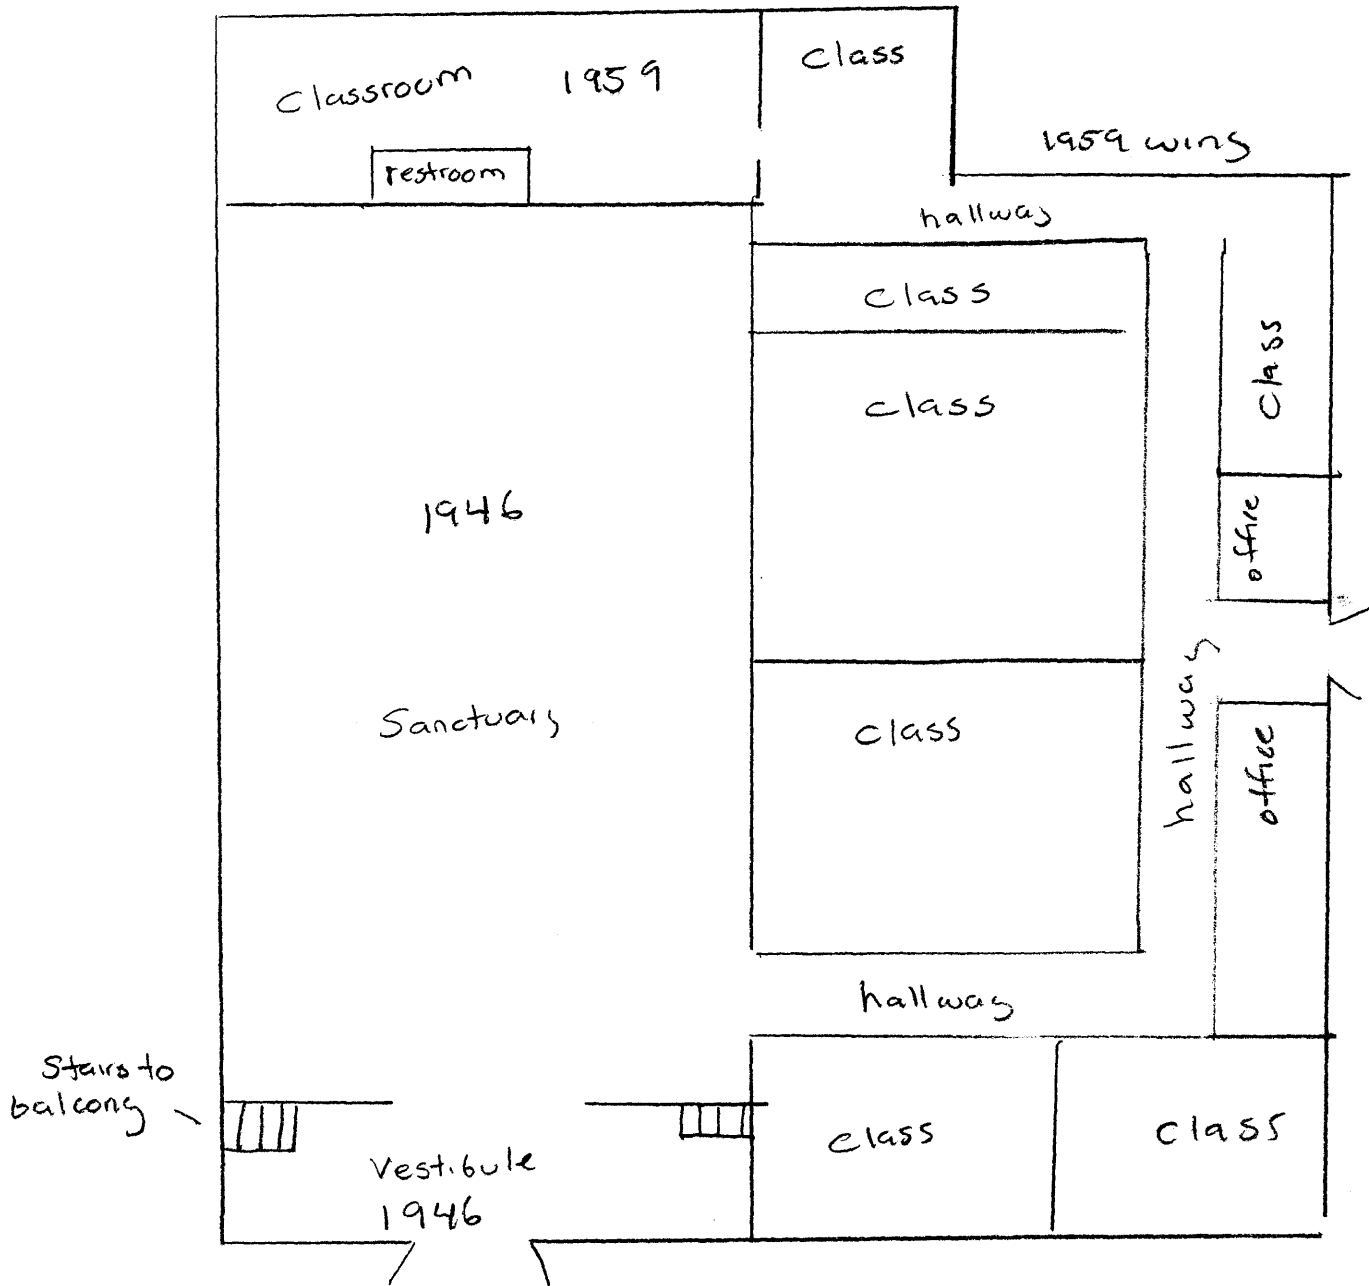 Class
Classroom 1959
1959 wing
restroom
hallway
Class
Class
Class
office
1946
Sanctuary
Class
hallway
office
hallway
Stairs to
balcony
Class
Class
Vestibule
1946